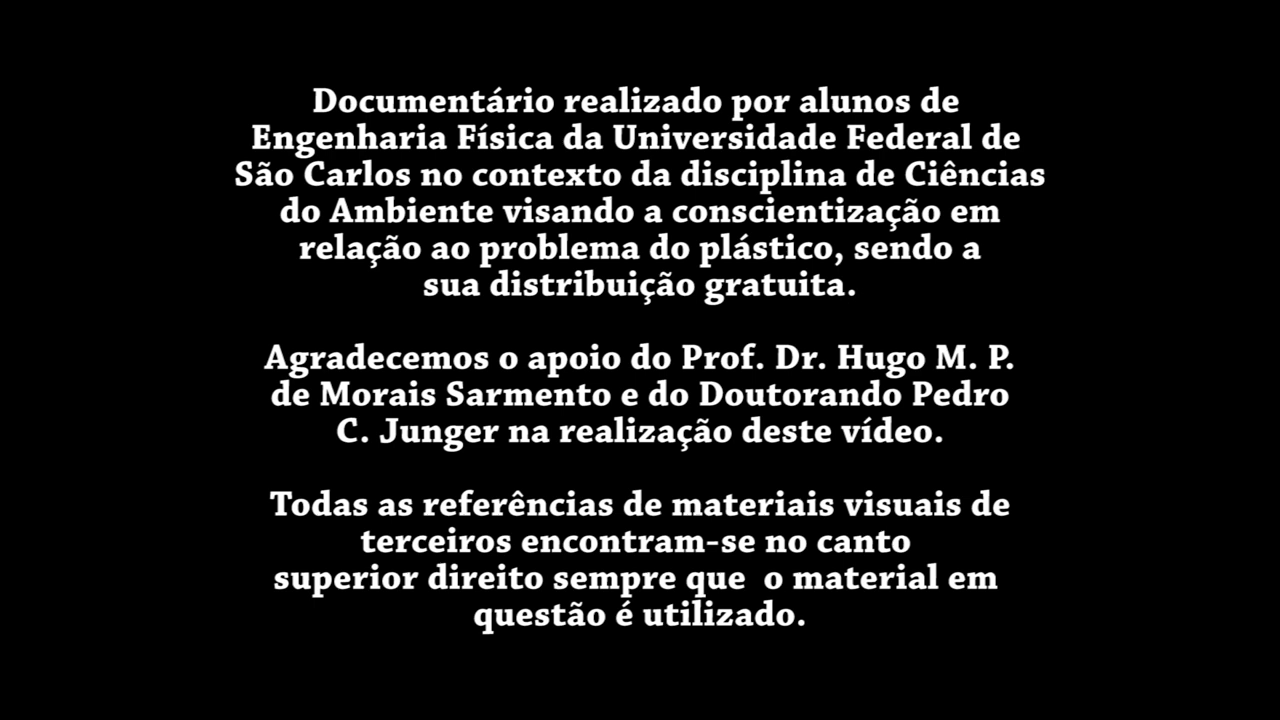 Documentário realizado por alunos de
Engenharia Física da Universidade Federal de
São Carlos no contexto da disciplina de Ciências
do Ambiente visando a conscientização em
relação ao problema do plástico, sendo a
sua distribuição gratuita.
Agradecemos o apoio do Prof. Dr. Hugo M. P.
de Morais Sarmento e do Doutorando Pedro
C. Junger na realização deste vídeo.
Todas as referências de materiais visuais de
terceiros encontram-se no canto
superior direito sempre que  o material em
questão é utilizado.